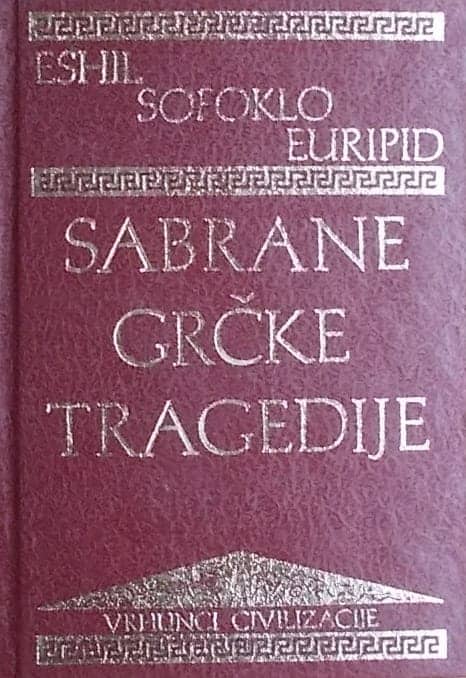 ESHIL
SOFOKLO
EURIPID
SABRANE
GRČKE
TRAGEDIJE
VRHUNCI CIVILIZACIJE